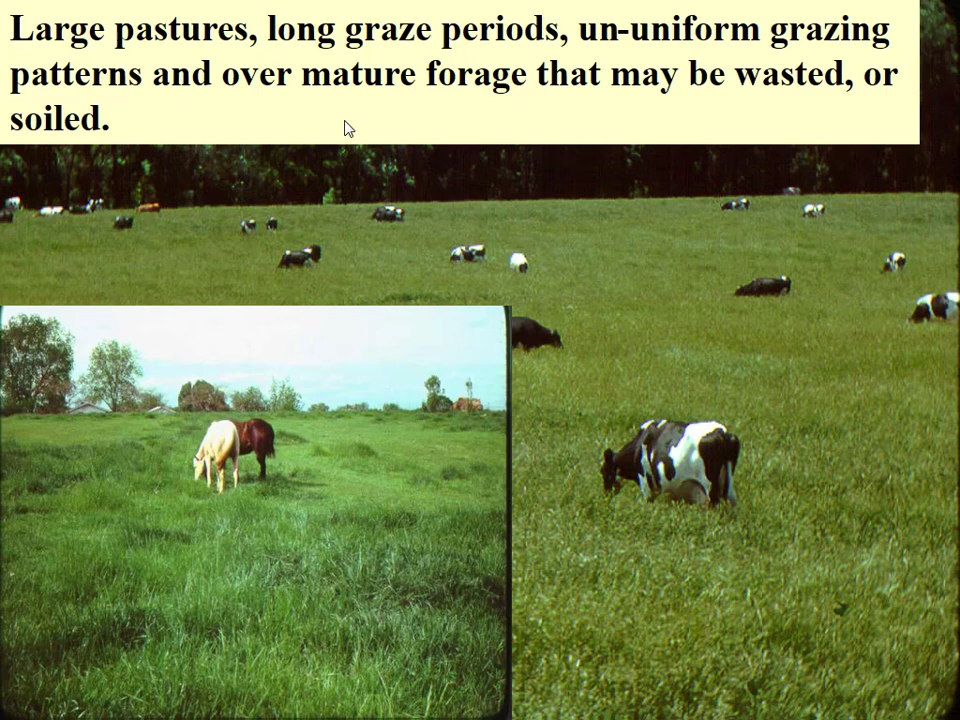 Large pastures, long graze periods, un-uniform grazing
patterns and over mature forage that may be wasted, or
soiled.